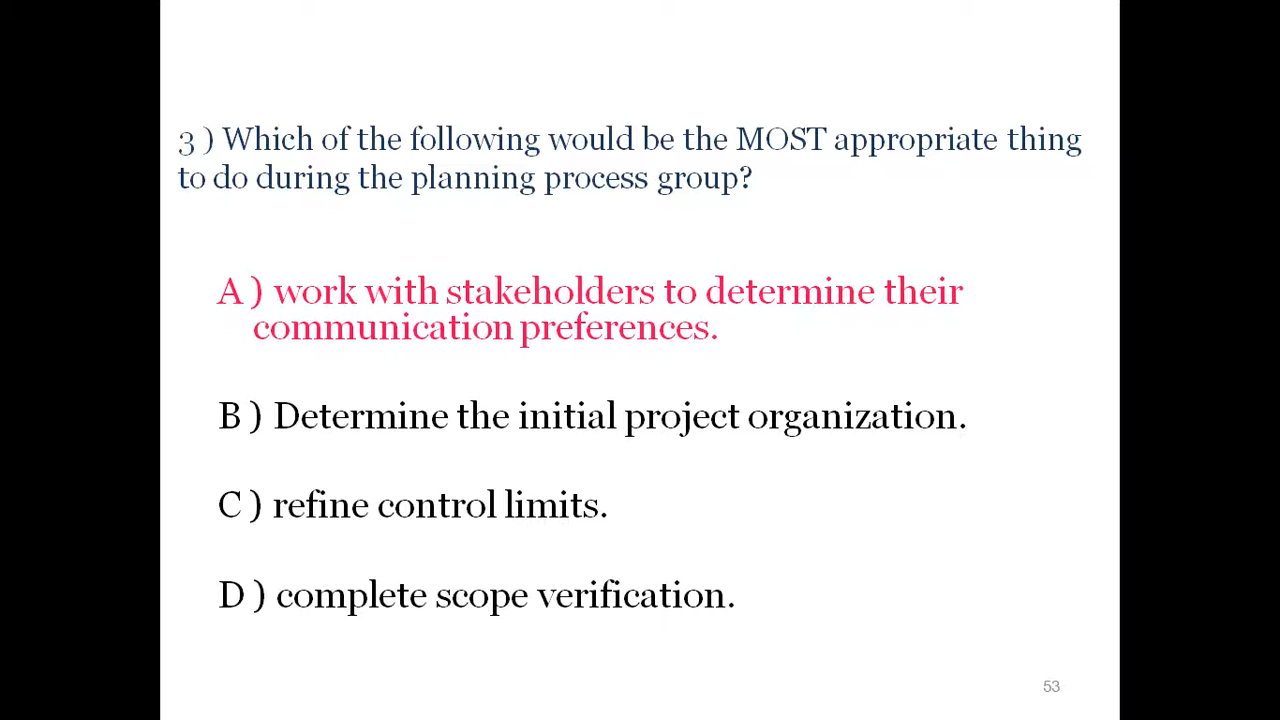 3 ) Which of the following would be the MOST appropriate thing
to do during the planning process group?
A ) work with stakeholders to determine their
communication preferences.
B ) Determine the initial project organization.
C ) refine control limits.
D ) complete scope verification.
53